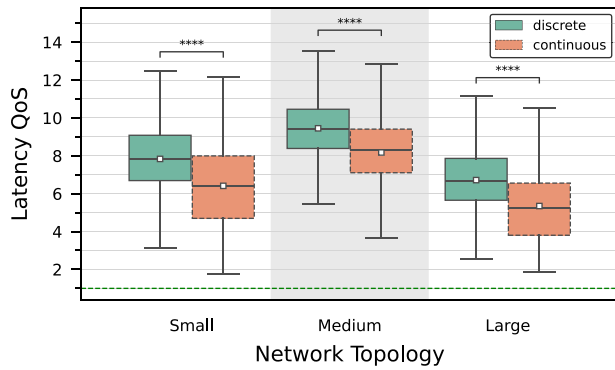 discrete
continuous
****
****
****
14
12
10
8
6
4
2
Latency QoS
Small
Medium
Large
Network Topology